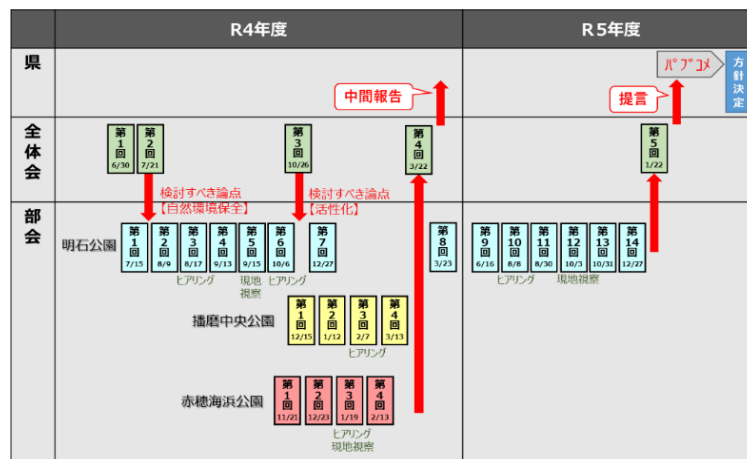 R4年度
R5年度
県
パブコメ
方針決定
中間報告
提言
全体会
第1回 6/30
第2回 7/21
第3回 10/26
第4回 3/22
第5回 1/22
検討すべき論点
【自然環境保全】
検討すべき論点
【活性化】
部会
明石公園
第1回 7/15
第2回 8/9
第3回 8/17
第4回 9/13
第5回 9/15
第6回 10/6
第7回 12/27
第8回 3/23
第9回 6/16
第10回 8/8
第11回 8/30
第12回 10/3
第13回 10/31
第14回 12/27
ヒアリング
現地
視察
ヒアリング
ヒアリング
現地視察
播磨中央公園
第1回 12/15
第2回 1/12
第3回 2/7
第4回 3/13
ヒアリング
赤穂海浜公園
第1回 11/21
第2回 12/23
第3回 1/19
第4回 2/13
ヒアリング
現地視察